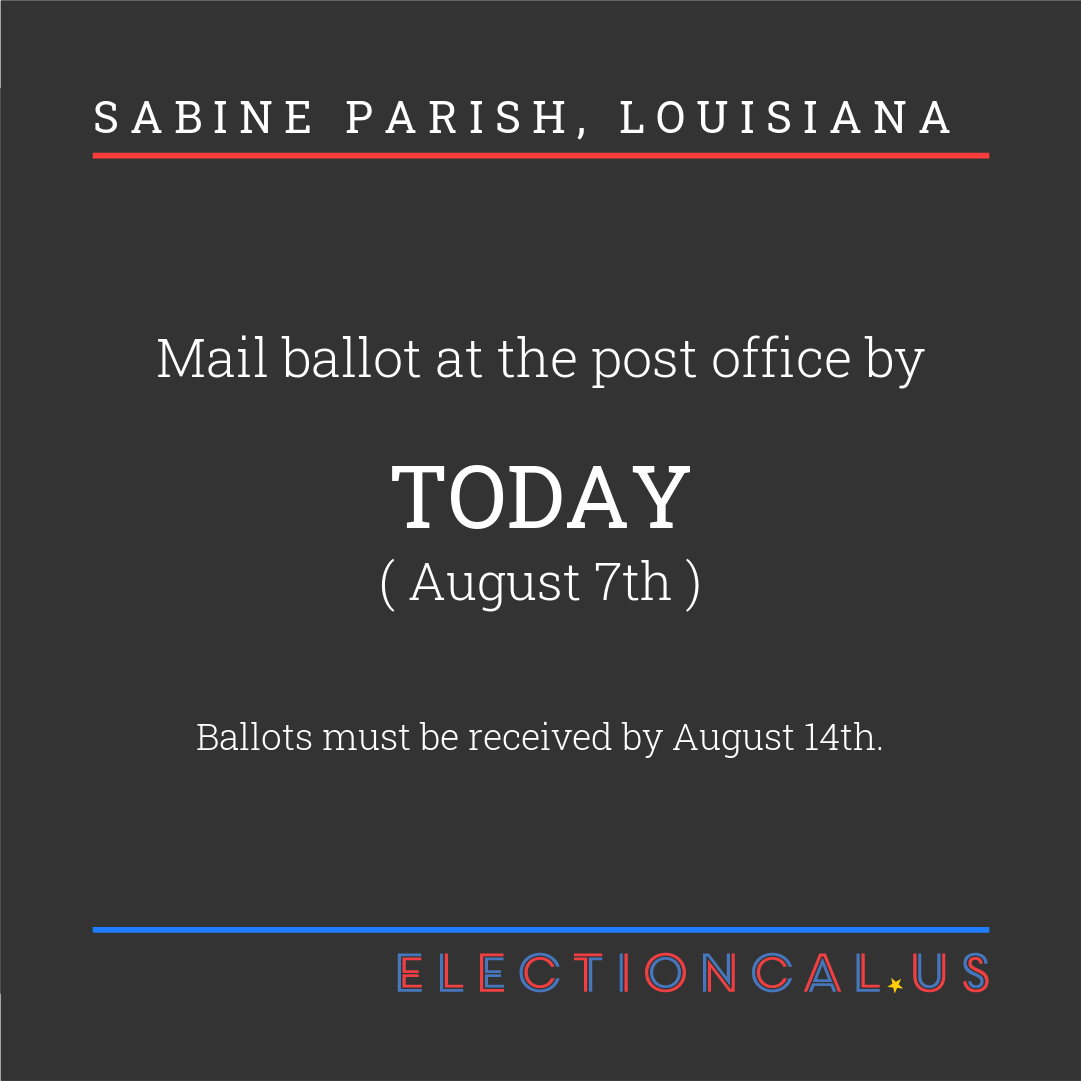 SABINE PARISH, LOUISIANA
Mail ballot at the post office by
TODAY
( August 7th )
Ballots must be received by August 14th.
ELECTIONCAL.US